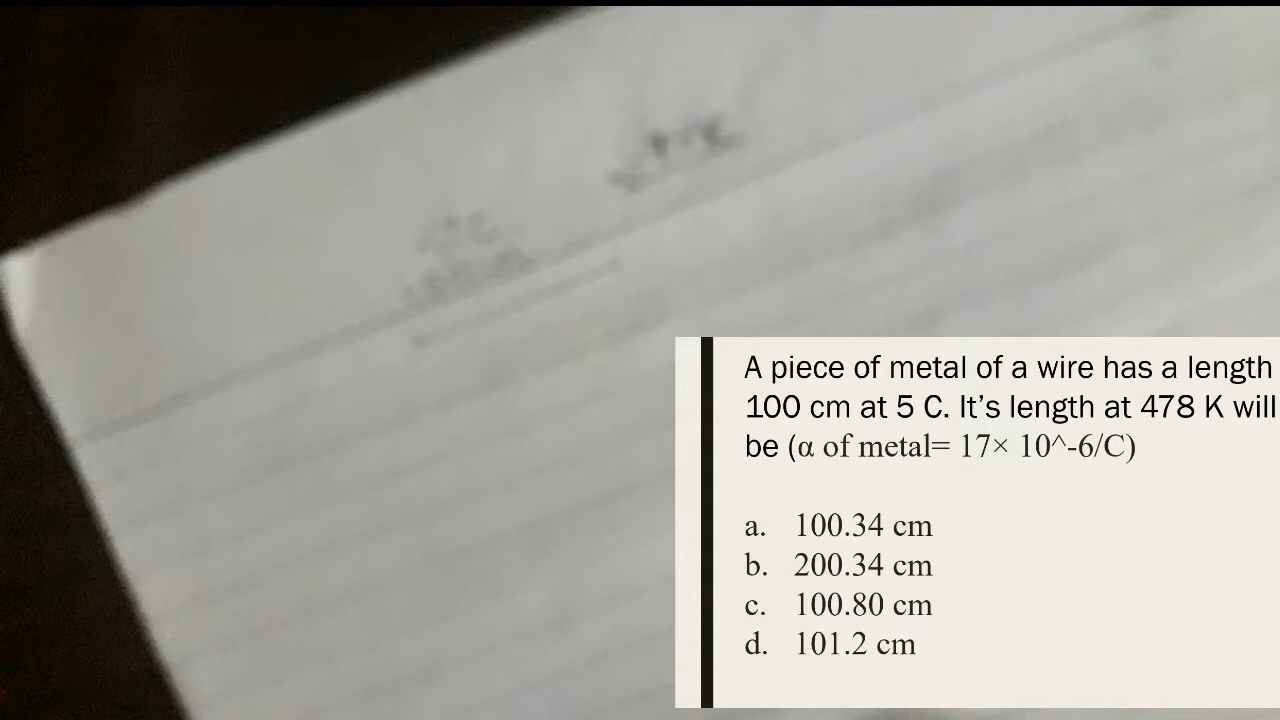 A piece of metal of a wire has a length
100 cm at 5 C. It’s length at 478 K will
be (α of metal= 17× 10^-6/C)
a. 100.34 cm
b. 200.34 cm
c. 100.80 cm
d. 101.2 cm